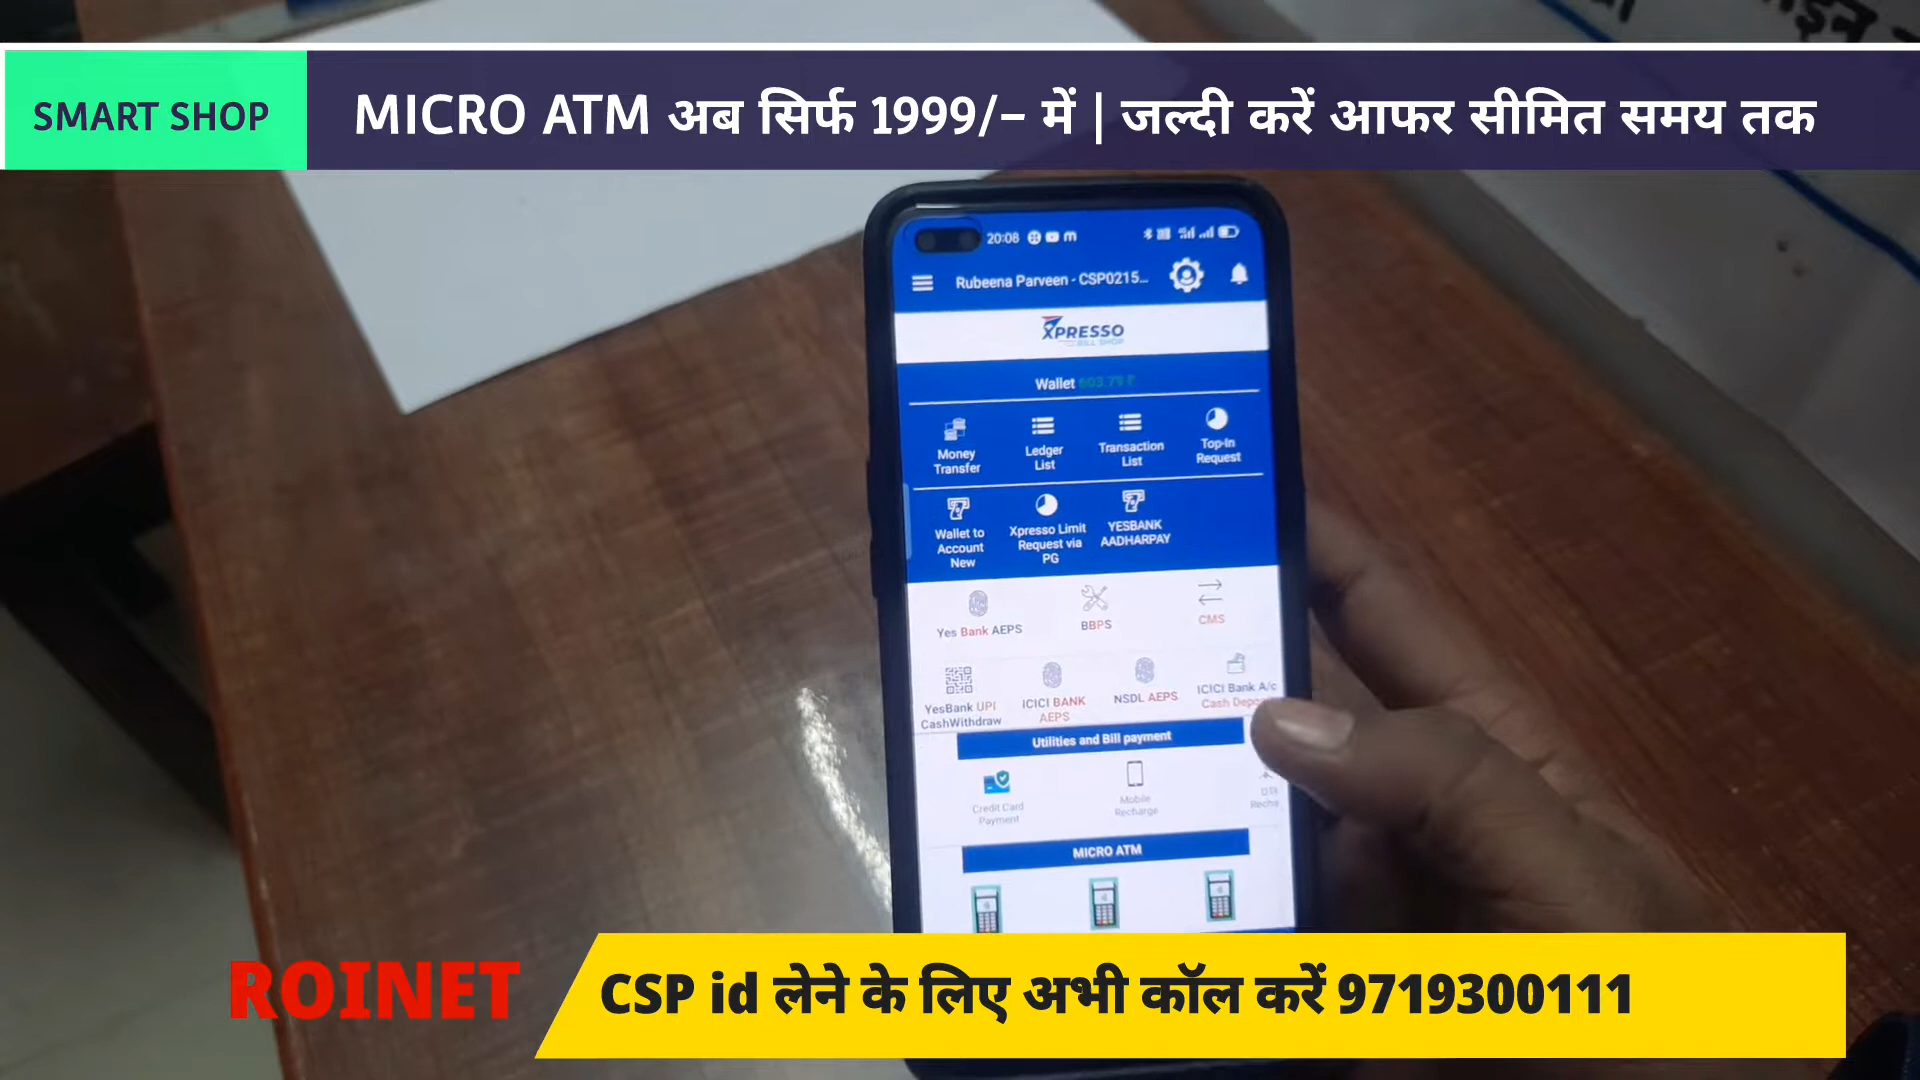 SMART SHOP
MICRO ATM अब सिर्फ 1999/– में | जल्दी करें आफर सीमित समय तक
20:08
Rubeena Parveen - CSP0215...
XPRESSO
BILL SHOP
Wallet
Money Transfer
Ledger List
Transaction List
Top-In Request
Wallet to Account New
Xpresso Limit Request via PG
YESBANK AADHARPAY
Yes Bank AEPS
BBPS
CMS
YesBank UPI CashWithdraw
ICICI BANK AEPS
NSDL AEPS
ICICI Bank A/c Cash
Utilities and Bill payment
Credit Card Payment
Mobile Recharge
MICRO ATM
ROINET
CSP id लेने के लिए अभी कॉल करें 9719300111